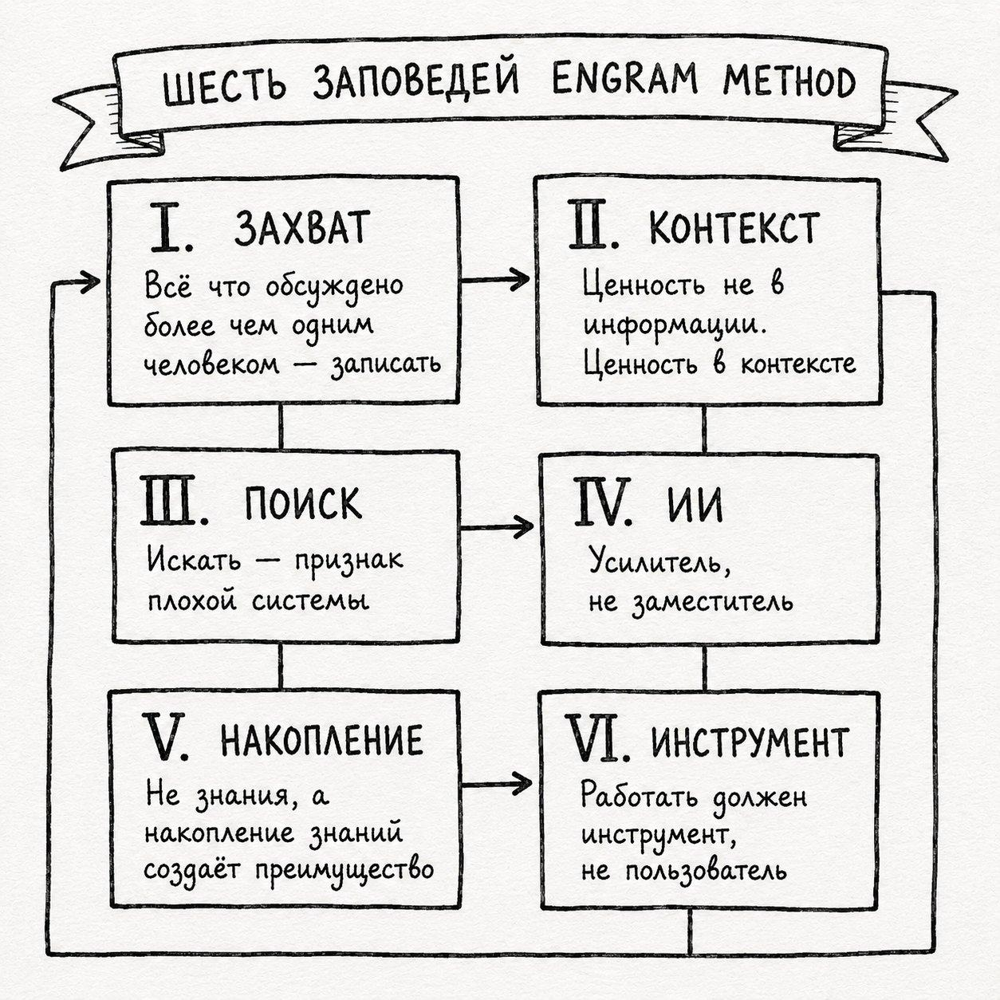 ШЕСТЬ ЗАПОВЕДЕЙ ENGRAM METHOD
I. ЗАХВАТ
Всё что обсуждено
более чем одним
человеком — записать
II. КОНТЕКСТ
Ценность не в
информации.
Ценность в контексте
III. ПОИСК
Искать — признак
плохой системы
IV. ИИ
Усилитель,
не заместитель
V. НАКОПЛЕНИЕ
Не знания, а
накопление знаний
создаёт преимущество
VI. ИНСТРУМЕНТ
Работать должен
инструмент,
не пользователь